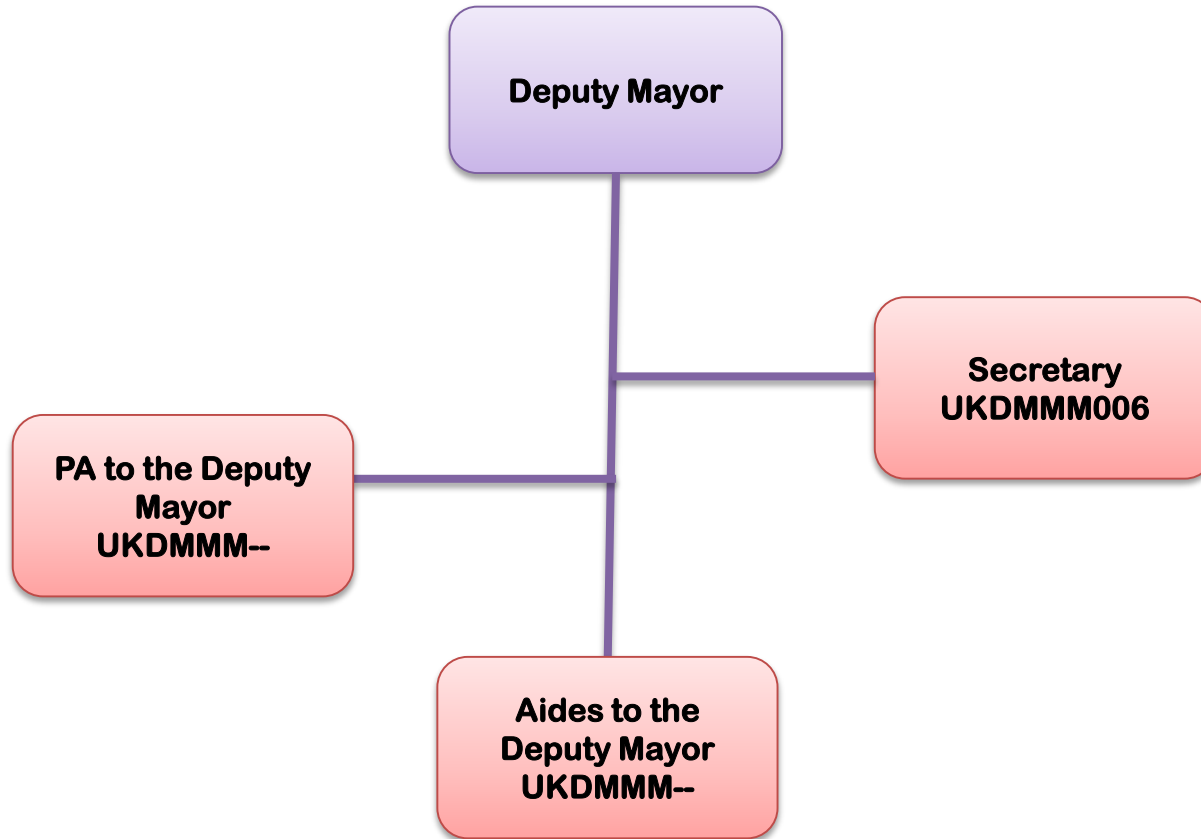 Deputy Mayor
Secretary
UKDMMM006
PA to the Deputy
Mayor
UKDMMM--
Aides to the
Deputy Mayor
UKDMMM--